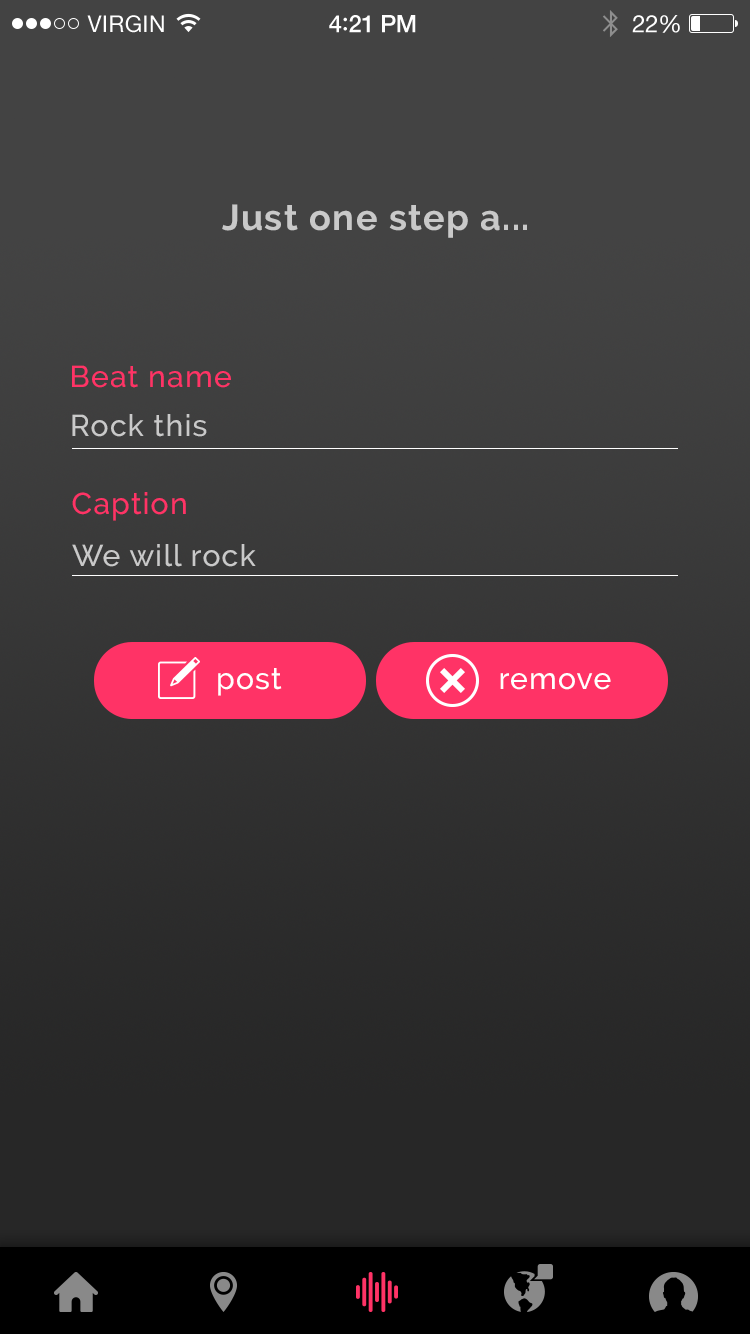 VIRGIN 4:21 PM 22%
Just one step a...
Beat name
Rock this
Caption
We will rock
post remove